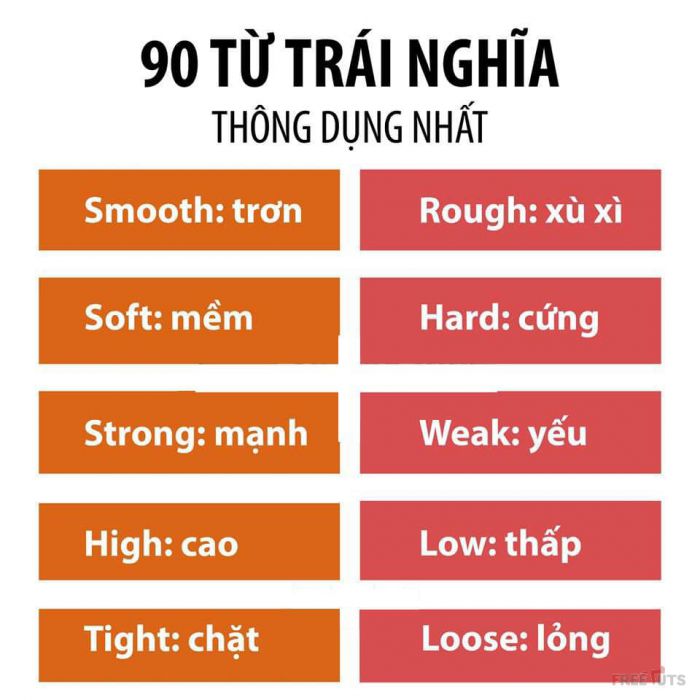 90 TỪ TRÁI NGHĨA
THÔNG DỤNG NHẤT
Smooth: trơn Rough: xù xì
Soft: mềm Hard: cứng
Strong: mạnh Weak: yếu
High: cao Low: thấp
Tight: chặt Loose: lỏng
FREETUTS